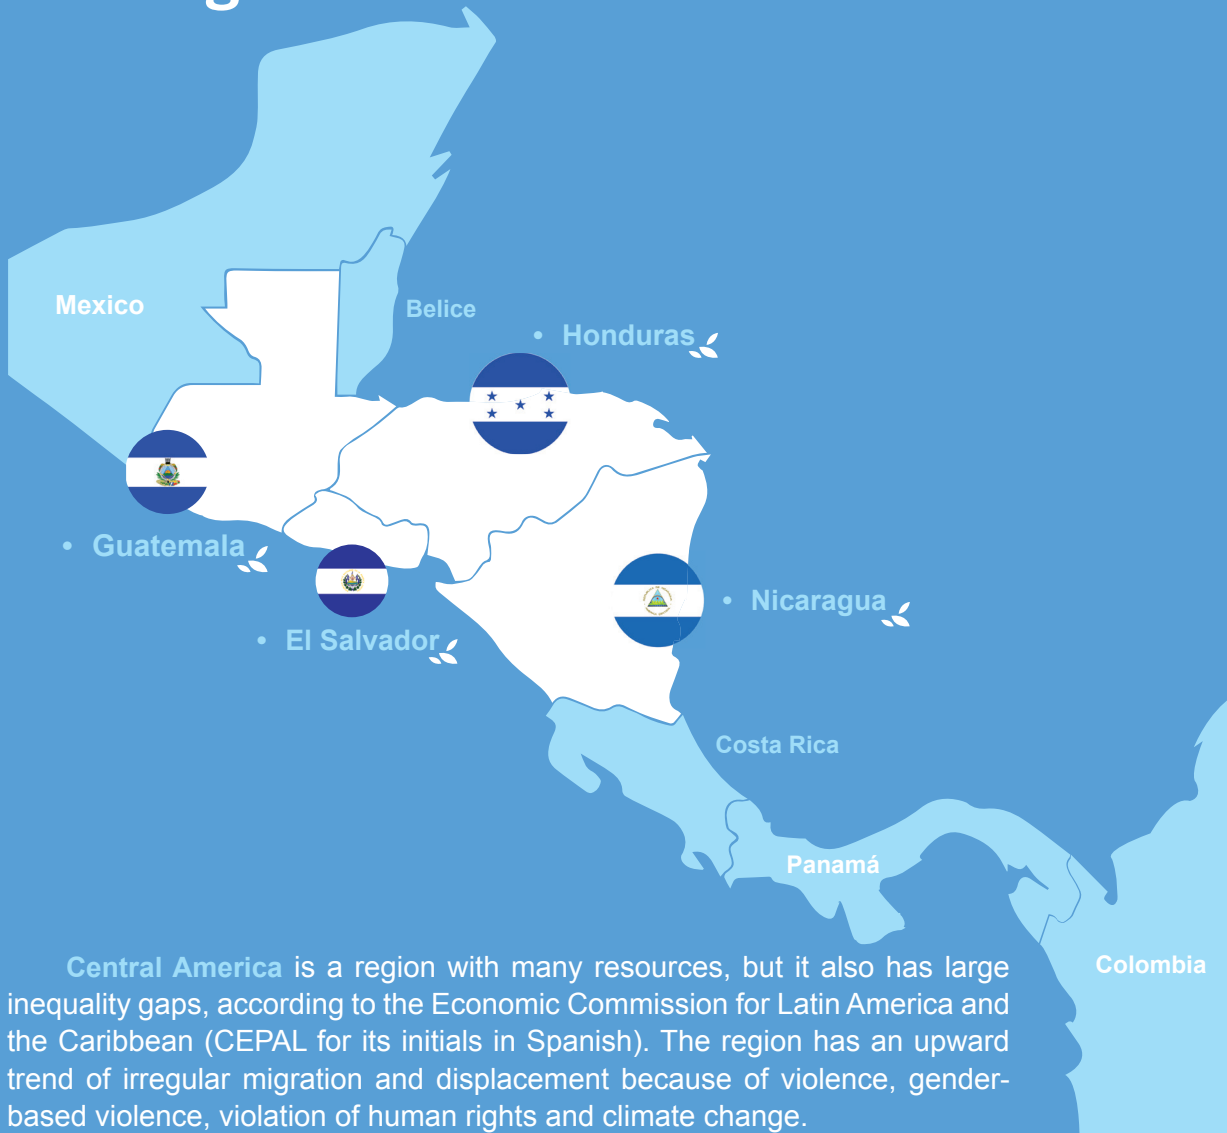 Mexico
Belice
• Honduras
• Guatemala
• El Salvador
• Nicaragua
Costa Rica
Panamá
Colombia
Central America is a region with many resources, but it also has large
inequality gaps, according to the Economic Commission for Latin America and
the Caribbean (CEPAL for its initials in Spanish). The region has an upward
trend of irregular migration and displacement because of violence, gender-
based violence, violation of human rights and climate change.